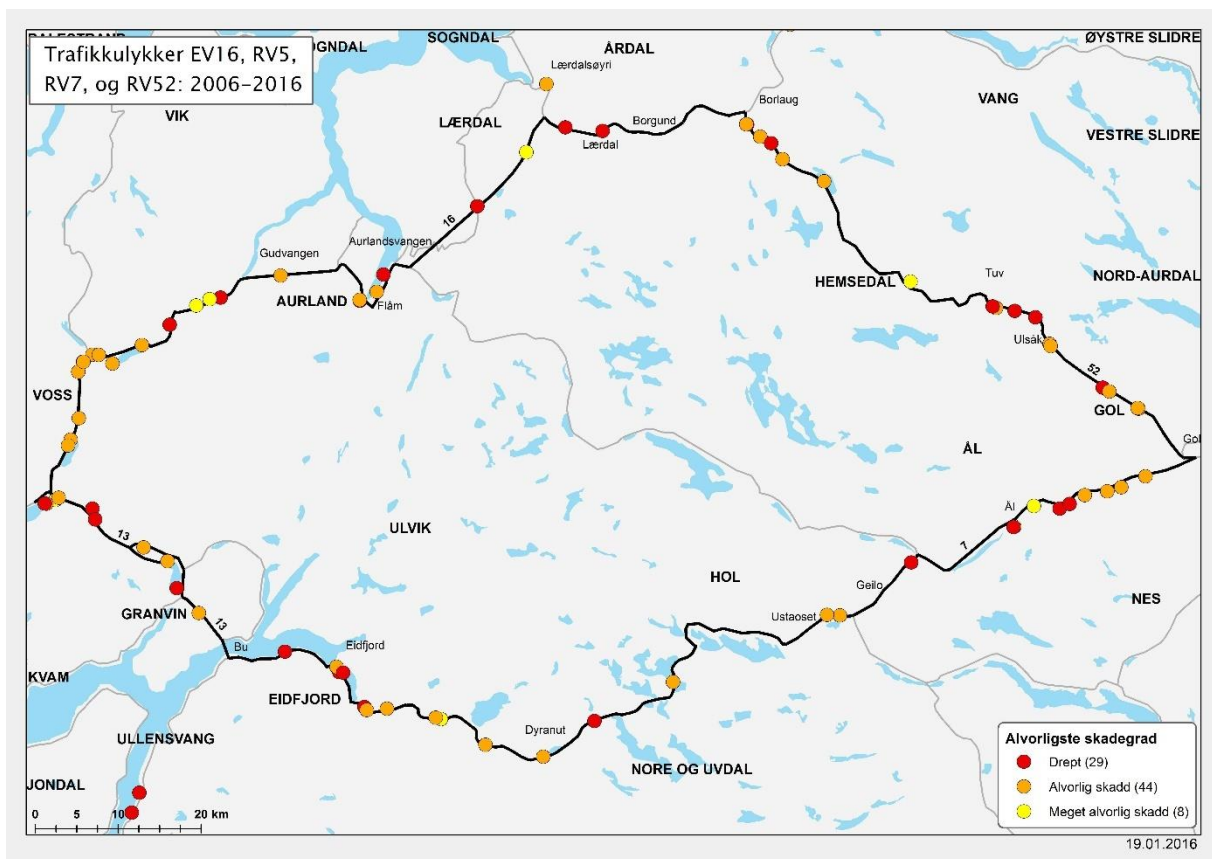 BALESTRAND
OGNDAL
SOGNDAL
ÅRDAL
ØYSTRE SLIDRE
Trafikkulykker EV16, RV5,
RV7, og RV52: 2006-2016
Lærdalsøyri
VANG
Borlaug
VIK
LÆRDAL
Borgund
VESTRE SLIDRE
Lærdal
16
Aurlandsvangen
Gudvangen
AURLAND
Flåm
HEMSEDAL
Tuv
NORD-AURDAL
Ulsåk
52
VOSS
GOL
Gol
ÅL
Ål
13
ULVIK
7
HOL
Geilo
NES
GRANVIN
13
Ustaoset
Bu
Eidfjord
KVAM
EIDFJORD
ULLENSVANG
Dyranut
NORE OG UVDAL
JONDAL
0 5 10 20 km
Alvorligste skadegrad
Drept (29)
Alvorlig skadd (44)
Meget alvorlig skadd (8)
19.01.2016